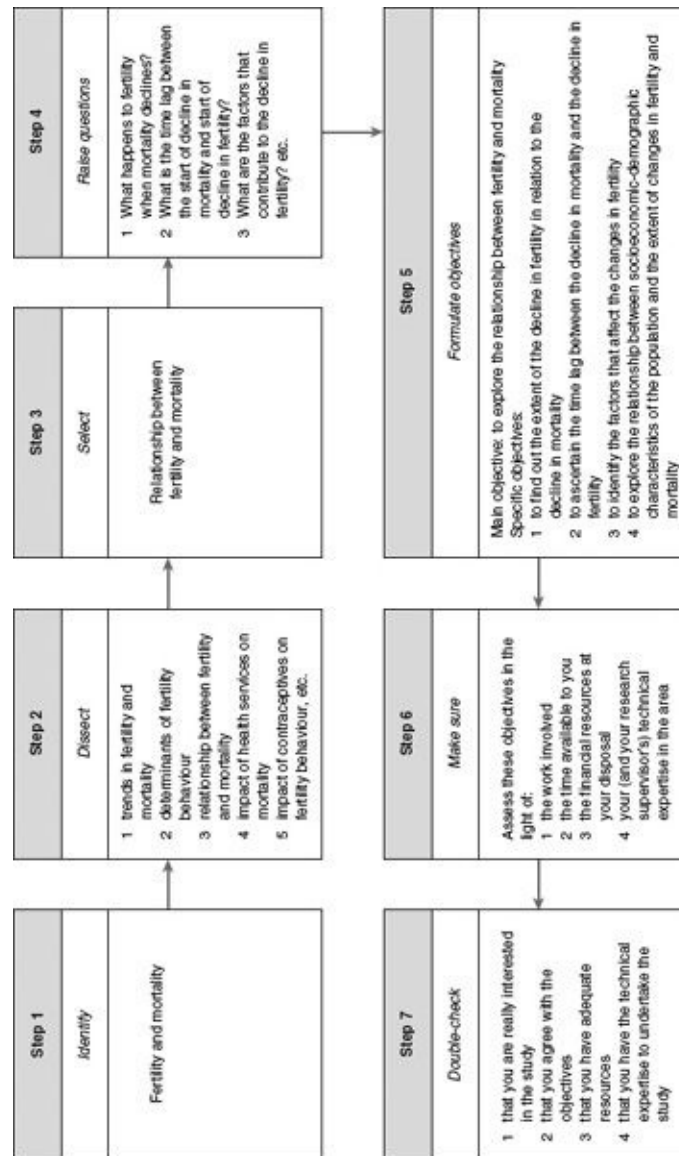 Step 1
Identify
Fertility and mortality
Step 2
Dissect
1 trends in fertility and
mortality
2 determinants of fertility
behaviour
3 relationship between fertility
and mortality
4 impact of health services on
mortality
5 impact of contraceptives on
fertility behaviour, etc.
Step 3
Select
Relationship between
fertility and mortality
Step 4
Raise questions
1 What happens to fertility
when mortality declines?
2 What is the time lag between
the start of decline in
mortality and start of
decline in fertility?
3 What are the factors that
contribute to the decline in
fertility? etc.
Step 5
Formulate objectives
Main objective: to explore the relationship between fertility and mortality
Specific objectives:
1 to find out the extent of the decline in fertility in relation to the
decline in mortality
2 to ascertain the time lag between the decline in mortality and the decline in
fertility
3 to identify the factors that affect the changes in fertility
4 to explore the relationship between socioeconomic-demographic
characteristics of the population and the extent of changes in fertility and
mortality
Step 6
Make sure
Assess these objectives in the
light of:
1 the work involved
2 the time available to you
3 the financial resources at
your disposal
4 your (and your research
supervisor's) technical
expertise in the area
Step 7
Double-check
1 that you are really interested
in the study
2 that you agree with the
objectives
3 that you have adequate
resources
4 that you have the technical
expertise to undertake the
study